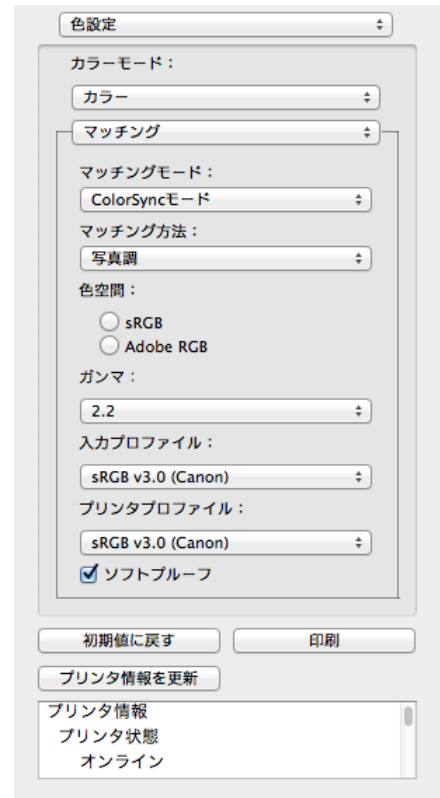 色設定
カラーモード：
カラー
マッチング
マッチングモード：
ColorSyncモード
マッチング方法：
写真調
色空間：
sRGB
Adobe RGB
ガンマ：
2.2
入力プロファイル：
sRGB v3.0 (Canon)
プリンタプロファイル：
sRGB v3.0 (Canon)
ソフトプルーフ
初期値に戻す 印刷
プリンタ情報を更新
プリンタ情報
プリンタ状態
オンライン